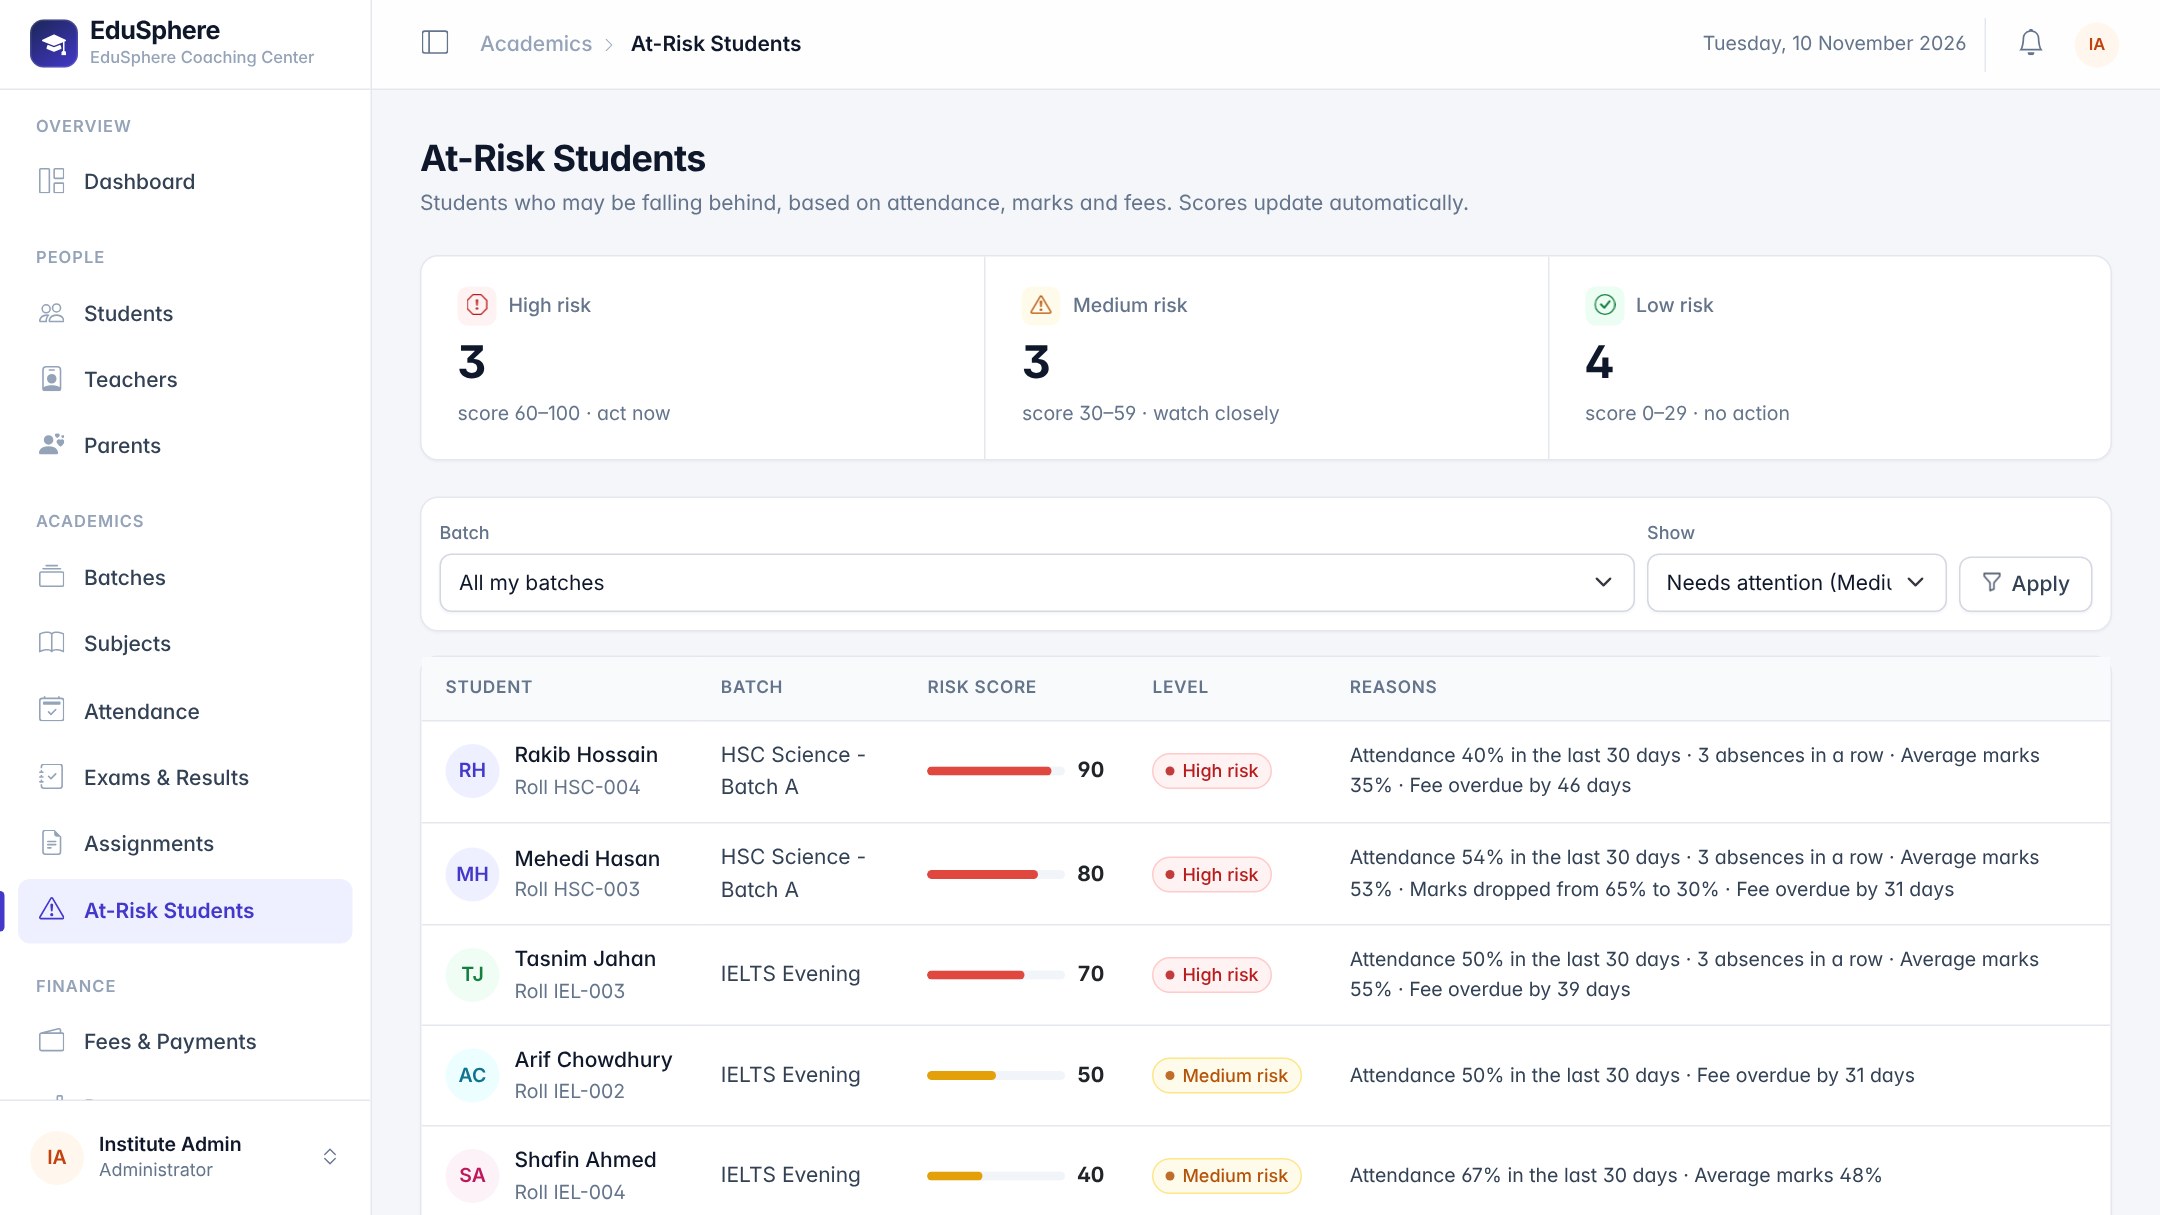 EduSphere
EduSphere Coaching Center
OVERVIEW
Dashboard
PEOPLE
Students
Teachers
Parents
ACADEMICS
Batches
Subjects
Attendance
Exams & Results
Assignments
At-Risk Students
FINANCE
Fees & Payments
IA
Institute Admin
Administrator
Academics
At-Risk Students
Tuesday, 10 November 2026
IA
At-Risk Students
Students who may be falling behind, based on attendance, marks and fees. Scores update automatically.
High risk
3
score 60–100 · act now
Medium risk
3
score 30–59 · watch closely
Low risk
4
score 0–29 · no action
Batch
All my batches
Show
Needs attention (Mediu
Apply
STUDENT BATCH RISK SCORE LEVEL REASONS
RH
Rakib Hossain
Roll HSC-004
HSC Science -
Batch A
90
High risk
Attendance 40% in the last 30 days · 3 absences in a row · Average marks
35% · Fee overdue by 46 days
MH
Mehedi Hasan
Roll HSC-003
HSC Science -
Batch A
80
High risk
Attendance 54% in the last 30 days · 3 absences in a row · Average marks
53% · Marks dropped from 65% to 30% · Fee overdue by 31 days
TJ
Tasnim Jahan
Roll IEL-003
IELTS Evening
70
High risk
Attendance 50% in the last 30 days · 3 absences in a row · Average marks
55% · Fee overdue by 39 days
AC
Arif Chowdhury
Roll IEL-002
IELTS Evening
50
Medium risk
Attendance 50% in the last 30 days · Fee overdue by 31 days
SA
Shafin Ahmed
Roll IEL-004
IELTS Evening
40
Medium risk
Attendance 67% in the last 30 days · Average marks 48%